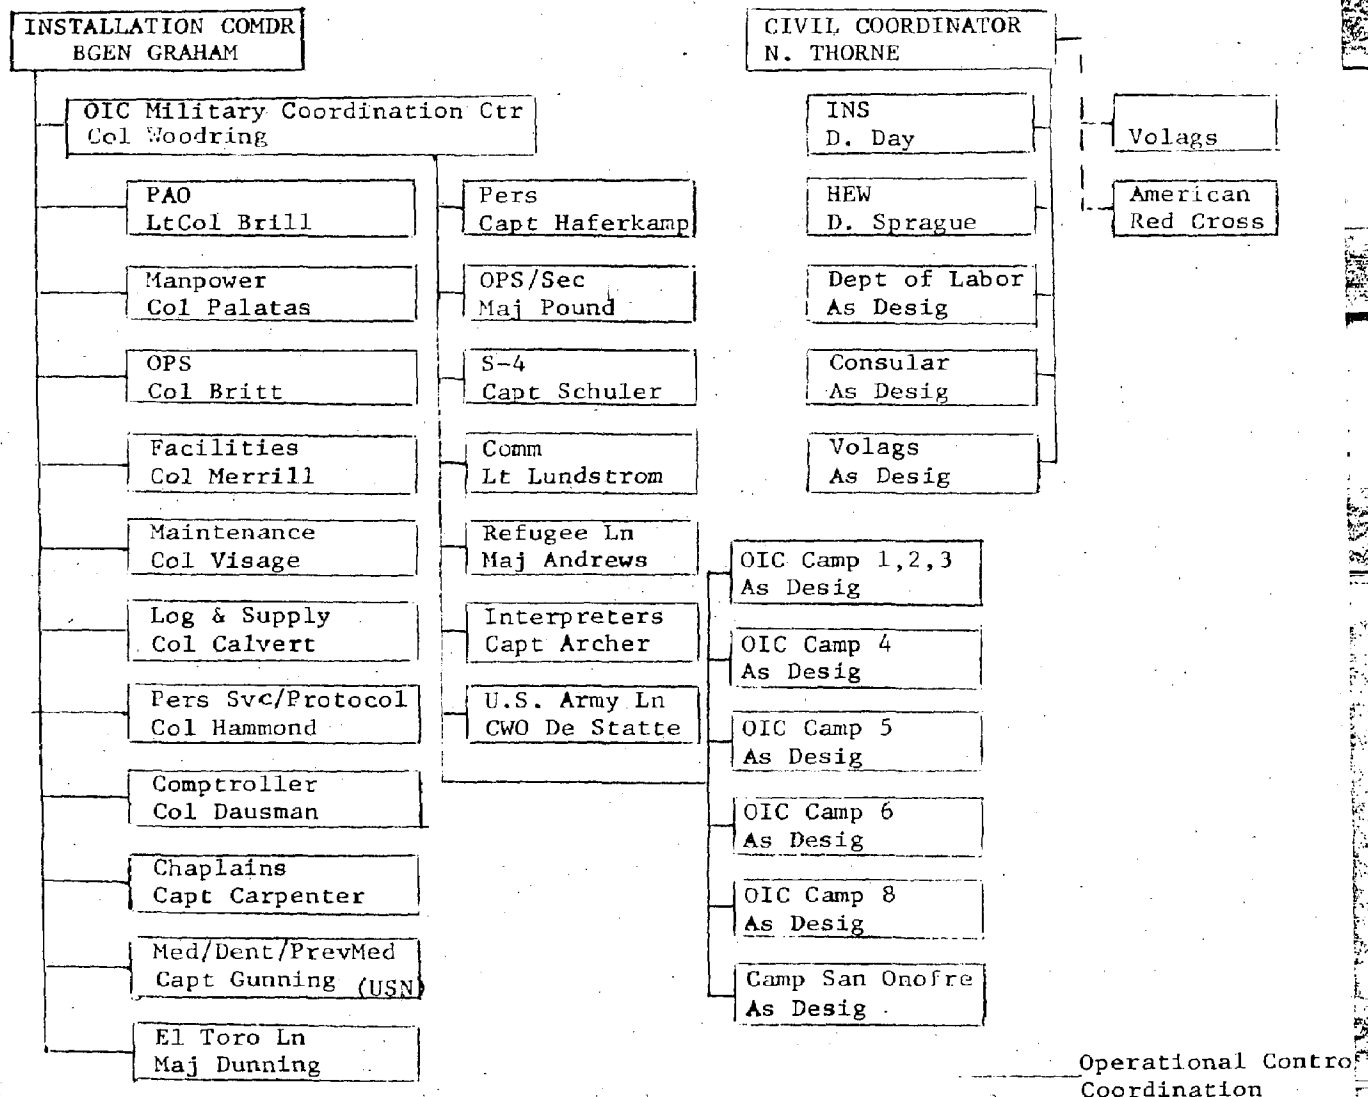 INSTALLATION COMDR
BGEN GRAHAM
OIC Military Coordination Ctr
Col Woodring
PAO
LtCol Brill
Manpower
Col Palatas
OPS
Col Britt
Facilities
Col Merrill
Maintenance
Col Visage
Log & Supply
Col Calvert
Pers Svc/Protocol
Col Hammond
Comptroller
Col Dausman
Chaplains
Capt Carpenter
Med/Dent/PrevMed
Capt Gunning (USN)
El Toro Ln
Maj Dunning
Pers
Capt Haferkamp
OPS/Sec
Maj Pound
S-4
Capt Schuler
Comm
Lt Lundstrom
Refugee Ln
Maj Andrews
Interpreters
Capt Archer
U.S. Army Ln
CWO De Statte
OIC Camp 1,2,3
As Desig
OIC Camp 4
As Desig
OIC Camp 5
As Desig
OIC Camp 6
As Desig
OIC Camp 8
As Desig
Camp San Onofre
As Desig
CIVIL COORDINATOR
N. THORNE
INS
D. Day
HEW
D. Sprague
Dept of Labor
As Desig
Consular
As Desig
Volags
As Desig
Volags
American
Red Cross
Operational Contro
Coordination